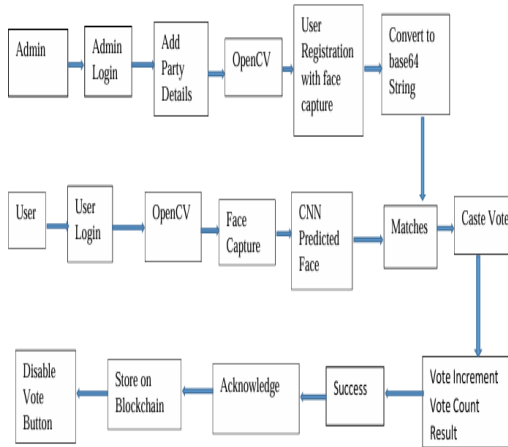 Admin
Admin
Login
Add
Party
Details
OpenCV
User
Registration
with face
capture
Convert to
base64
String
User
User
Login
OpenCV
Face
Capture
CNN
Predicted
Face
Matches
Caste Vote
Vote Increment
Vote Count
Result
Success
Acknowledge
Store on
Blockchain
Disable
Vote
Button